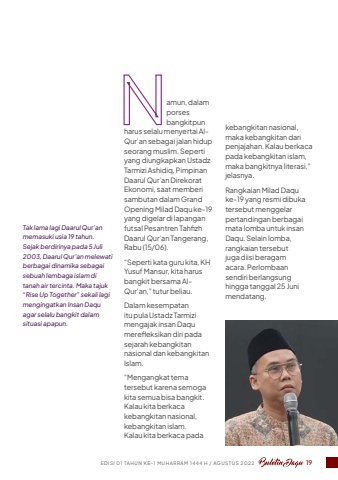 Tak lama lagi Daarul Qur'an
memasuki usia 19 tahun.
Sejak berdirinya pada 5 Juli
2003, Daarul Qur'an melewati
berbagai dinamika sebagai
sebuah lembaga islam di
tanah air tercinta. Maka tajuk
"Rise Up Together" sekali lagi
mengingatkan Insan Daqu
agar selalu bangkit dalam
situasi apapun.
Namun, dalam
porses
bangkitpun
harus selalu menyertai Al-
Qur'an sebagai jalan hidup
seorang muslim. Seperti
yang diungkapkan Ustadz
Tarmizi Ashidiq, Pimpinan
Daarul Qur'an Direkorat
Ekonomi, saat memberi
sambutan dalam Grand
Opening Milad Daqu ke-19
yang digelar di lapangan
futsal Pesantren Tahfizh
Daarul Qur'an Tangerang,
Rabu (15/06).
"Seperti kata guru kita, KH
Yusuf Mansur, kita harus
bangkit bersama Al-
Qur'an," tutur beliau.
Dalam kesempatan
itu pula Ustadz Tarmizi
mengajak insan Daqu
merefleksikan diri pada
sejarah kebangkitan
nasional dan kebangkitan
Islam.
"Mengangkat tema
tersebut karena semoga
kita semua bisa bangkit.
Kalau kita berkaca
kebangkitan nasional,
kebangkitan islam.
Kalau kita berkaca pada
kebangkitan nasional,
maka kebangkitan dari
penjajahan. Kalau berkaca
pada kebangkitan islam,
maka bangkitnya literasi,"
jelasnya.
Rangkaian Milad Daqu
ke-19 yang resmi dibuka
tersebut menggelar
pertandingan berbagai
mata lomba untuk insan
Daqu. Selain lomba,
rangkaian tersebut
juga diisi beragam
acara. Perlombaan
sendiri berlangsung
hingga tanggal 25 Juni
mendatang.
EDISI 01 TAHUN KE-1 MUHARRAM 1444 H / AGUSTUS 2022 Buletin Daqu 19